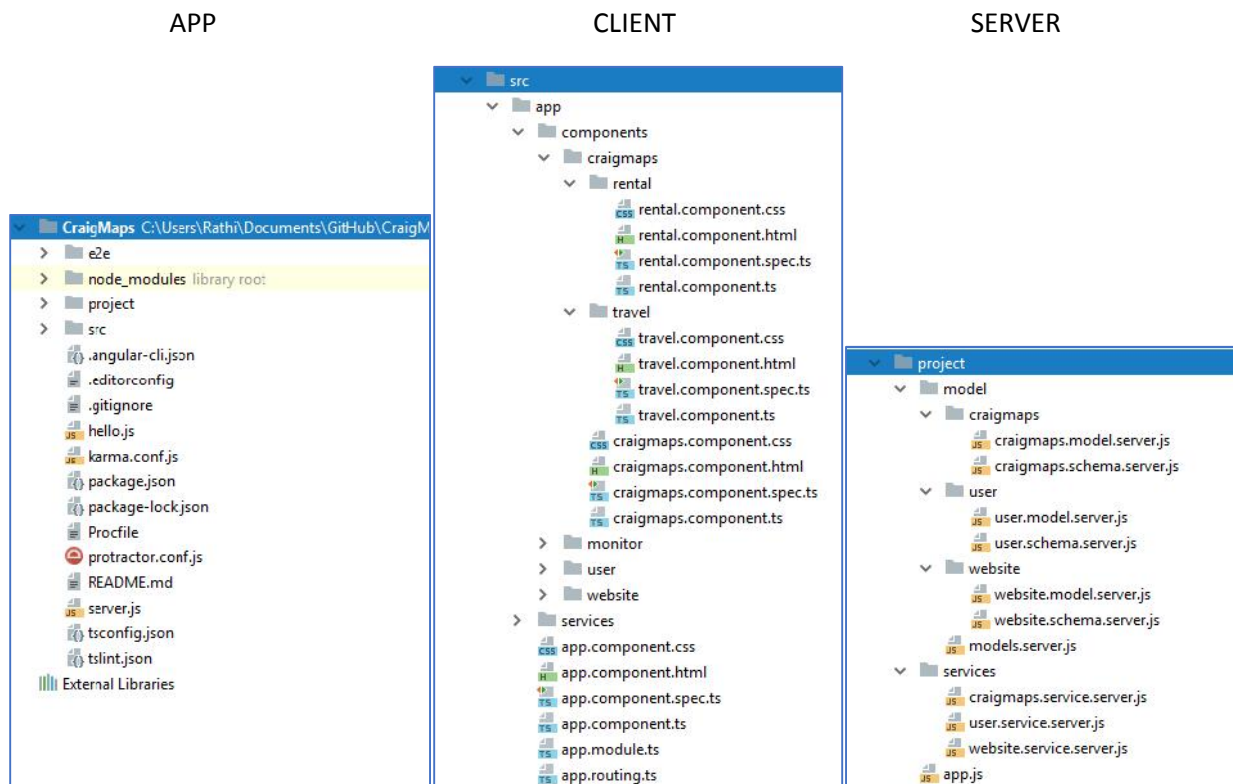 APP
CLIENT
SERVER
CraigMaps C:\Users\Rathi\Documents\GitHub\CraigM
e2e
node_modules library root
project
src
.angular-cli.json
.editorconfig
.gitignore
hello.js
karma.conf.js
package.json
package-lock.json
Procfile
protractor.conf.js
README.md
server.js
tsconfig.json
tslint.json
External Libraries
src
app
components
craigmaps
rental
rental.component.css
rental.component.html
rental.component.spec.ts
rental.component.ts
travel
travel.component.css
travel.component.html
travel.component.spec.ts
travel.component.ts
craigmaps.component.css
craigmaps.component.html
craigmaps.component.spec.ts
craigmaps.component.ts
monitor
user
website
services
app.component.css
app.component.html
app.component.spec.ts
app.component.ts
app.module.ts
app.routing.ts
project
model
craigmaps
craigmaps.model.server.js
craigmaps.schema.server.js
user
user.model.server.js
user.schema.server.js
website
website.model.server.js
website.schema.server.js
models.server.js
services
craigmaps.service.server.js
user.service.server.js
website.service.server.js
app.js